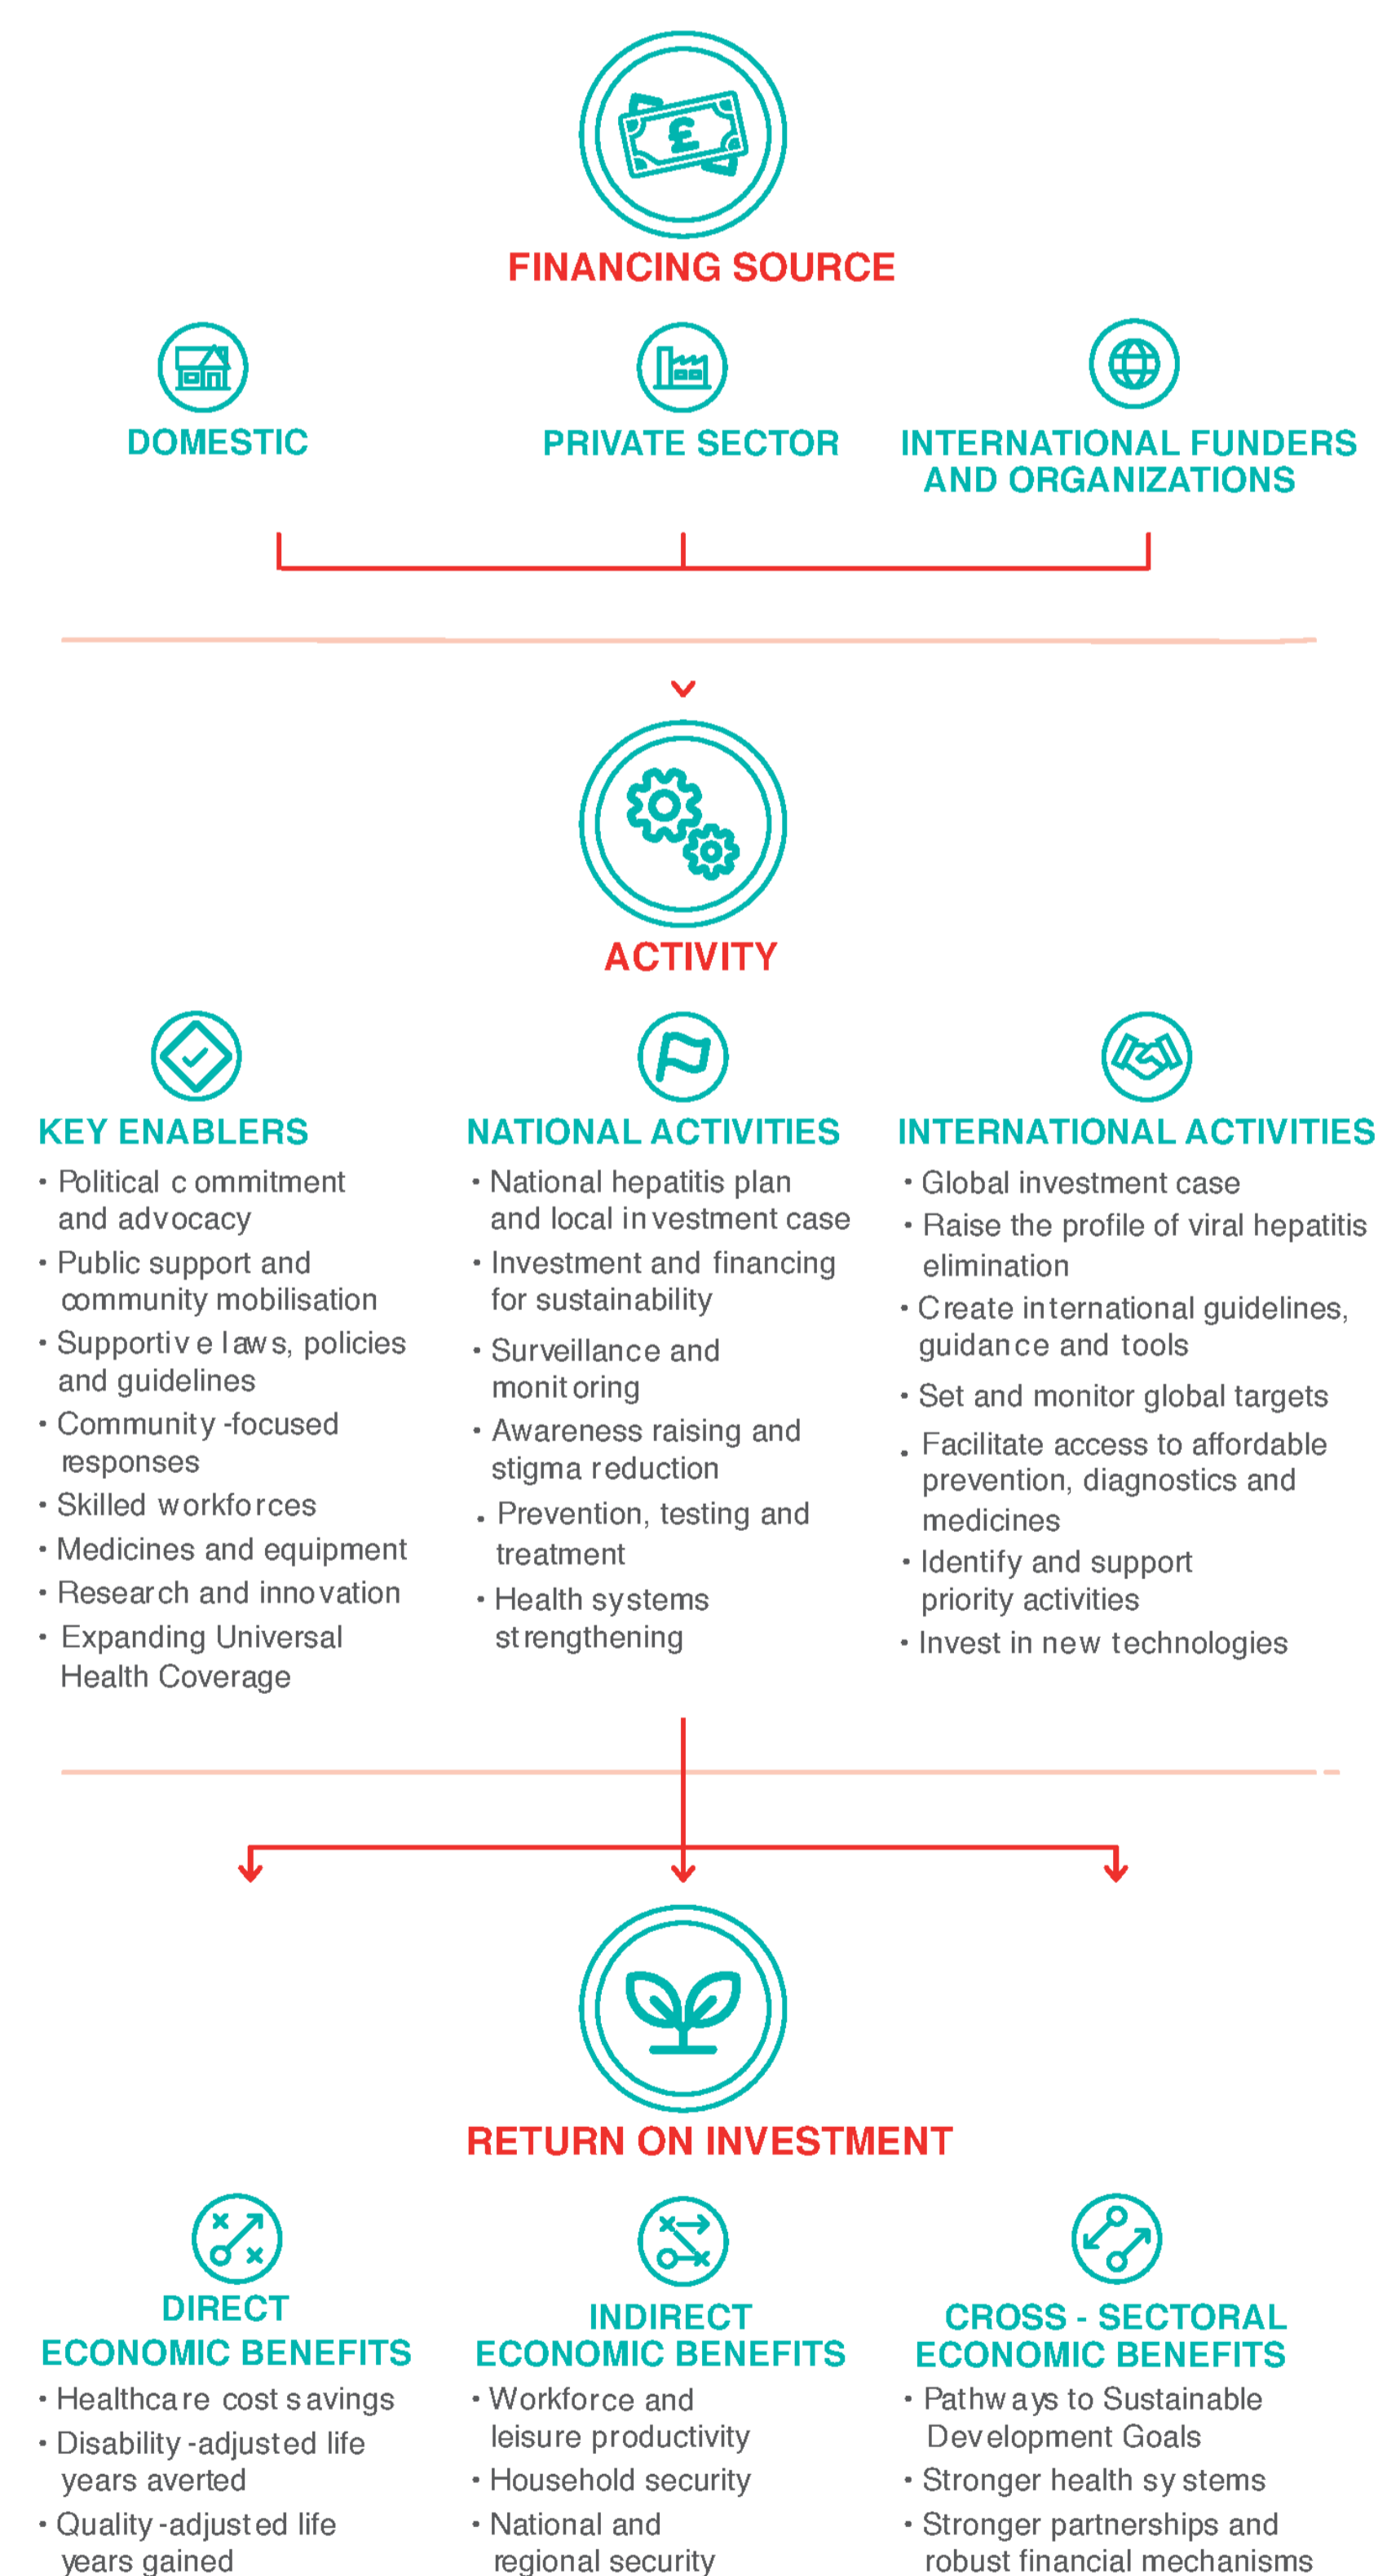 £
FINANCING SOURCE
DOMESTIC
PRIVATE SECTOR
INTERNATIONAL FUNDERS
AND ORGANIZATIONS
ACTIVITY
KEY ENABLERS
• Political commitment
and advocacy
• Public support and
community mobilisation
• Supportive laws, policies
and guidelines
• Community-focused
responses
• Skilled workforces
• Medicines and equipment
• Research and innovation
• Expanding Universal
Health Coverage
NATIONAL ACTIVITIES
• National hepatitis plan
and local investment case
• Investment and financing
for sustainability
• Surveillance and
monitoring
• Awareness raising and
stigma reduction
• Prevention, testing and
treatment
• Health systems
strengthening
INTERNATIONAL ACTIVITIES
• Global investment case
• Raise the profile of viral hepatitis
elimination
• Create international guidelines,
guidance and tools
• Set and monitor global targets
• Facilitate access to affordable
prevention, diagnostics and
medicines
• Identify and support
priority activities
• Invest in new technologies
RETURN ON INVESTMENT
DIRECT
ECONOMIC BENEFITS
• Healthcare cost savings
• Disability-adjusted life
years averted
• Quality-adjusted life
years gained
INDIRECT
ECONOMIC BENEFITS
• Workforce and
leisure productivity
• Household security
• National and
regional security
CROSS - SECTORAL
ECONOMIC BENEFITS
• Pathways to Sustainable
Development Goals
• Stronger health systems
• Stronger partnerships and
robust financial mechanisms